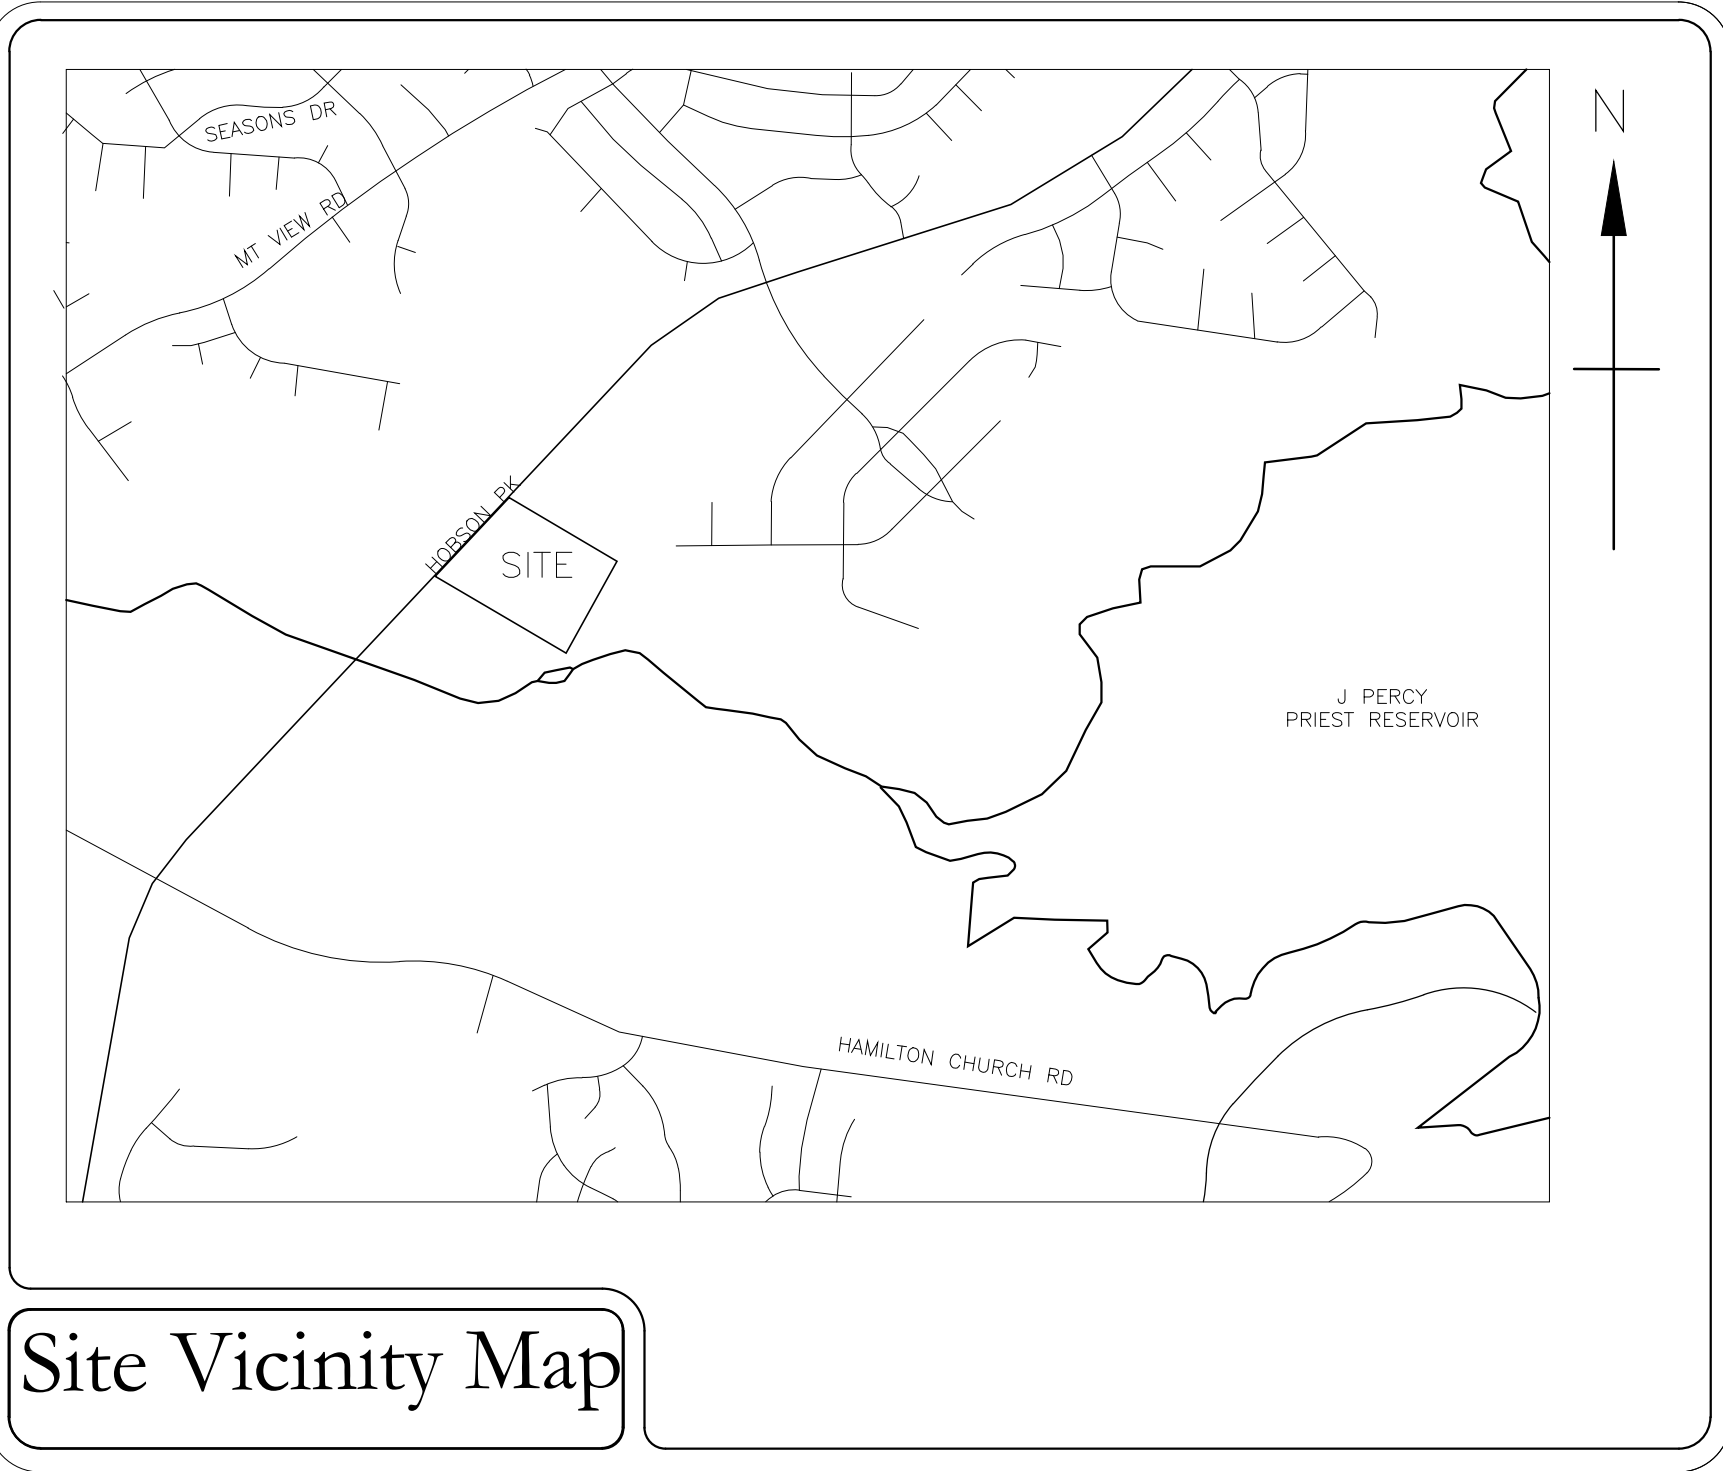 N
SEASONS DR
MT VIEW RD
HOBSON PK
SITE
J PERCY
PRIEST RESERVOIR
HAMILTON CHURCH RD
Site Vicinity Map